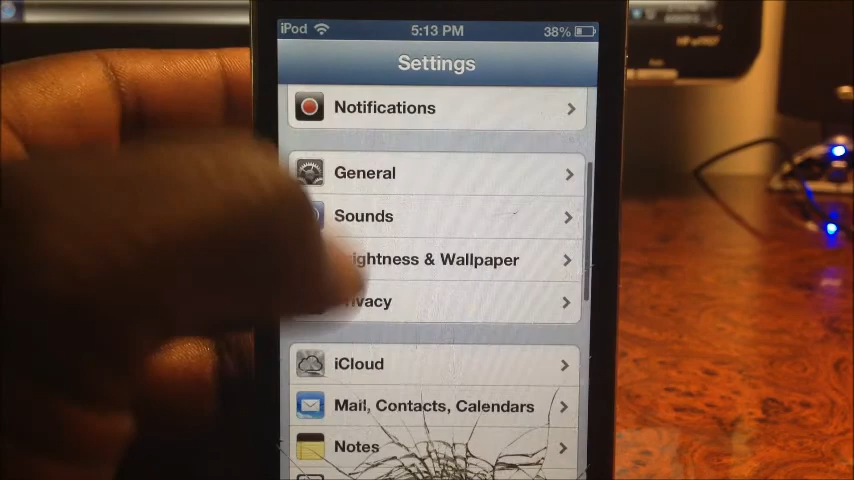 iPod 5:13 PM 38%
Settings
Notifications
General
Sounds
ightness & Wallpaper
ivacy
iCloud
Mail, Contacts, Calendars
Notes